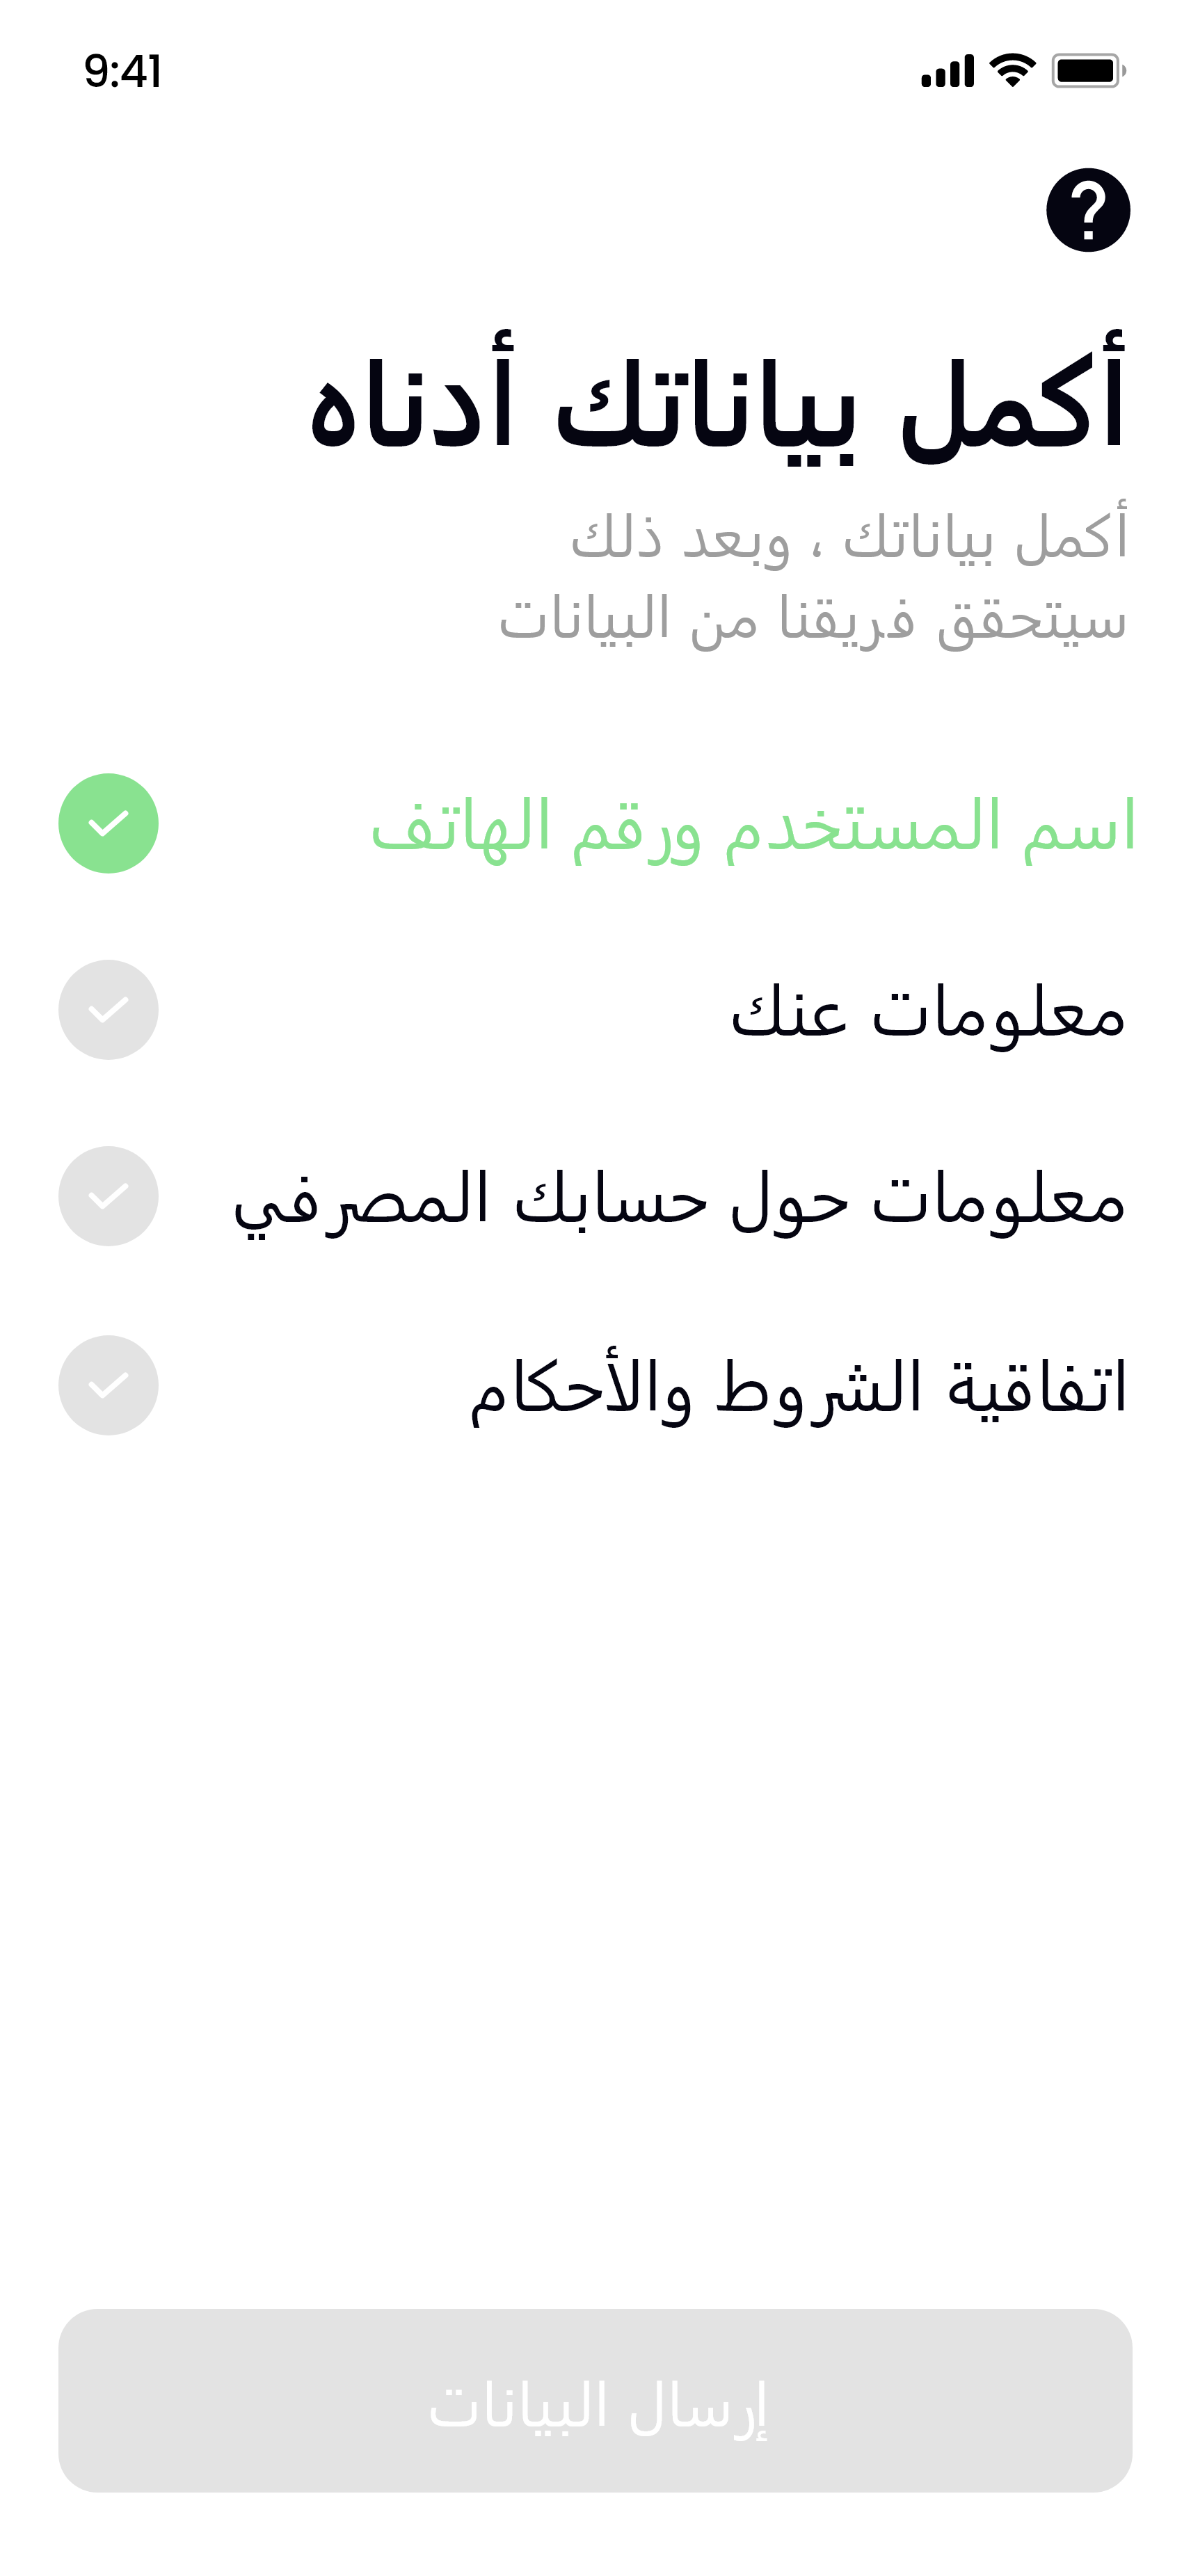 9:41
أكمل بياناتك أدناه
أكمل بياناتك ، وبعد ذلك
سيتحقق فريقنا من البيانات
اسم المستخدم ورقم الهاتف
معلومات عنك
معلومات حول حسابك المصرفي
اتفاقية الشروط والأحكام
إرسال البيانات